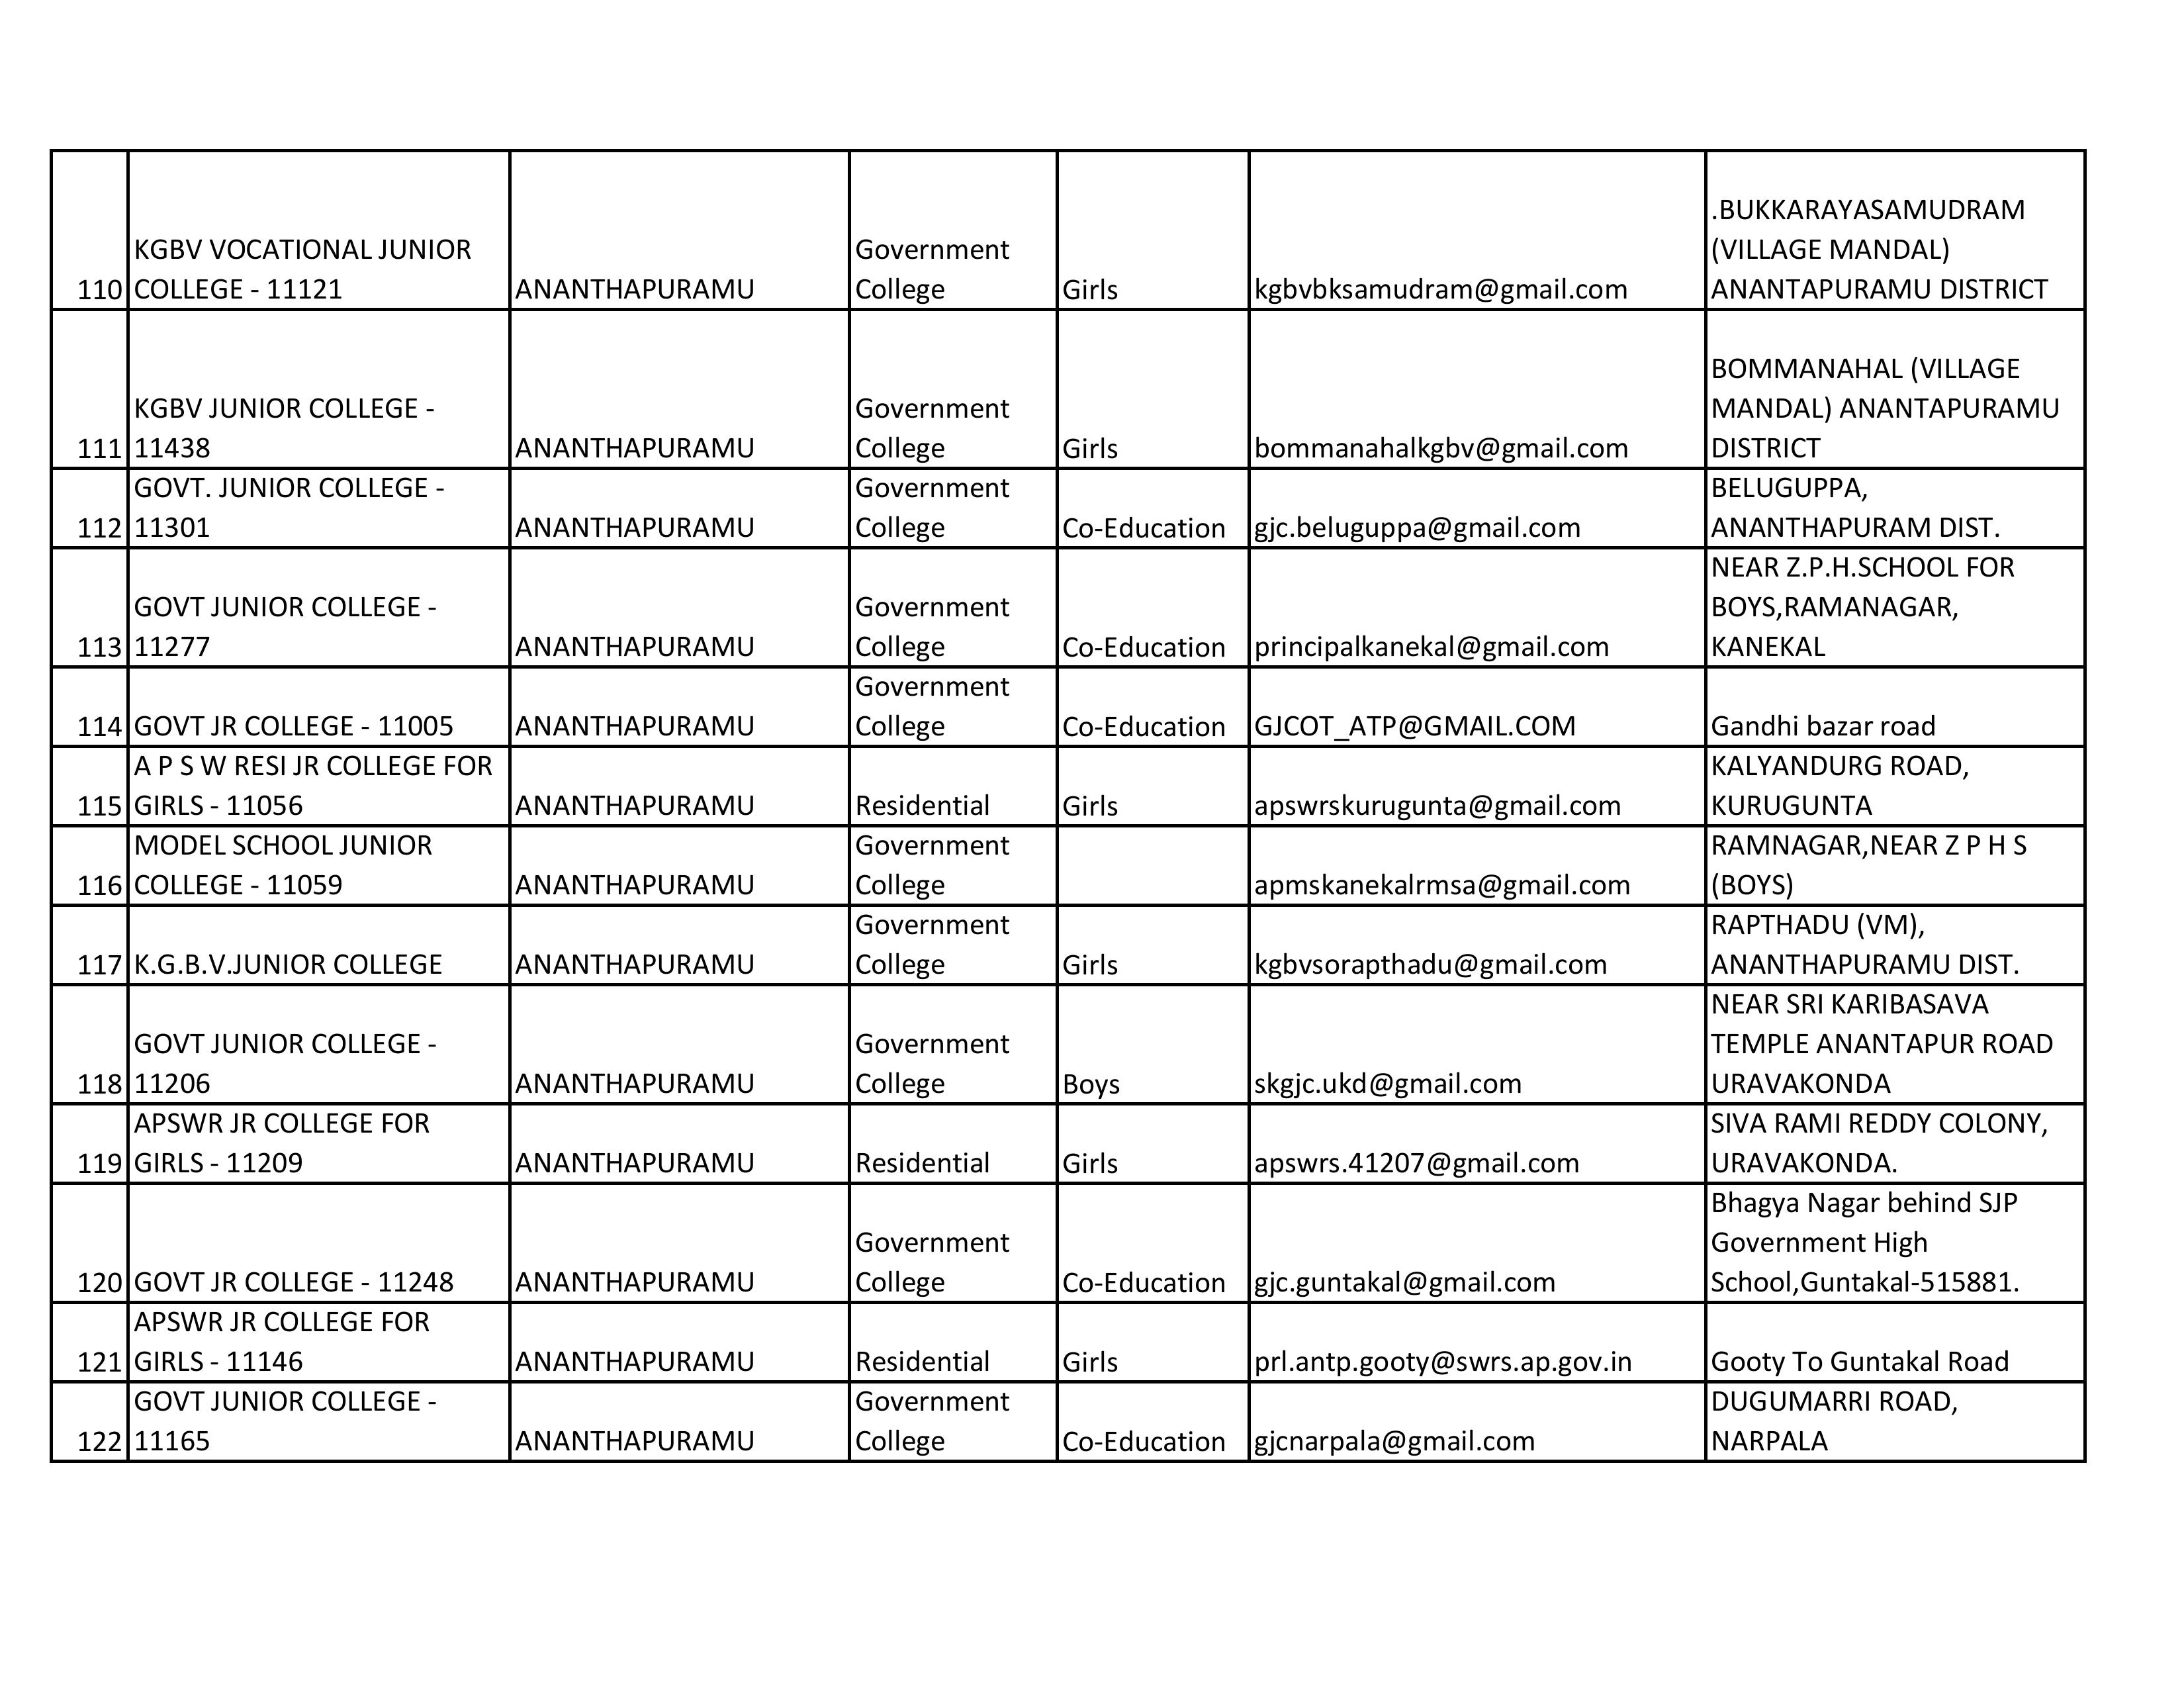 110 KGBV VOCATIONAL JUNIOR COLLEGE - 11121 ANANTHAPURAMU Government College Girls kgbvbksamudram@gmail.com .BUKKARAYASAMUDRAM (VILLAGE MANDAL) ANANTAPURAMU DISTRICT
111 KGBV JUNIOR COLLEGE - 11438 ANANTHAPURAMU Government College Girls bommanahalkgbv@gmail.com BOMMANAHAL (VILLAGE MANDAL) ANANTAPURAMU DISTRICT
112 GOVT. JUNIOR COLLEGE - 11301 ANANTHAPURAMU Government College Co-Education gjc.beluguppa@gmail.com BELUGUPPA, ANANTHAPURAM DIST.
113 GOVT JUNIOR COLLEGE - 11277 ANANTHAPURAMU Government College Co-Education principalkanekal@gmail.com NEAR Z.P.H.SCHOOL FOR BOYS,RAMANAGAR, KANEKAL
114 GOVT JR COLLEGE - 11005 ANANTHAPURAMU Government College Co-Education GJCOT_ATP@GMAIL.COM Gandhi bazar road
115 A P S W RESI JR COLLEGE FOR GIRLS - 11056 ANANTHAPURAMU Residential Girls apswrskurugunta@gmail.com KALYANDURG ROAD, KURUGUNTA
116 MODEL SCHOOL JUNIOR COLLEGE - 11059 ANANTHAPURAMU Government College apmskanekalrmsa@gmail.com RAMNAGAR,NEAR Z P H S (BOYS)
117 K.G.B.V.JUNIOR COLLEGE ANANTHAPURAMU Government College Girls kgbvsorapthadu@gmail.com RAPTHADU (VM), ANANTHAPURAMU DIST.
118 GOVT JUNIOR COLLEGE - 11206 ANANTHAPURAMU Government College Boys skgjc.ukd@gmail.com NEAR SRI KARIBASAVA TEMPLE ANANTAPUR ROAD URAVAKONDA
119 APSWR JR COLLEGE FOR GIRLS - 11209 ANANTHAPURAMU Residential Girls apswrs.41207@gmail.com SIVA RAMI REDDY COLONY, URAVAKONDA.
120 GOVT JR COLLEGE - 11248 ANANTHAPURAMU Government College Co-Education gjc.guntakal@gmail.com Bhagya Nagar behind SJP Government High School,Guntakal-515881.
121 APSWR JR COLLEGE FOR GIRLS - 11146 ANANTHAPURAMU Residential Girls prl.antp.gooty@swrs.ap.gov.in Gooty To Guntakal Road
122 GOVT JUNIOR COLLEGE - 11165 ANANTHAPURAMU Government College Co-Education gjcnarpala@gmail.com DUGUMARRI ROAD, NARPALA